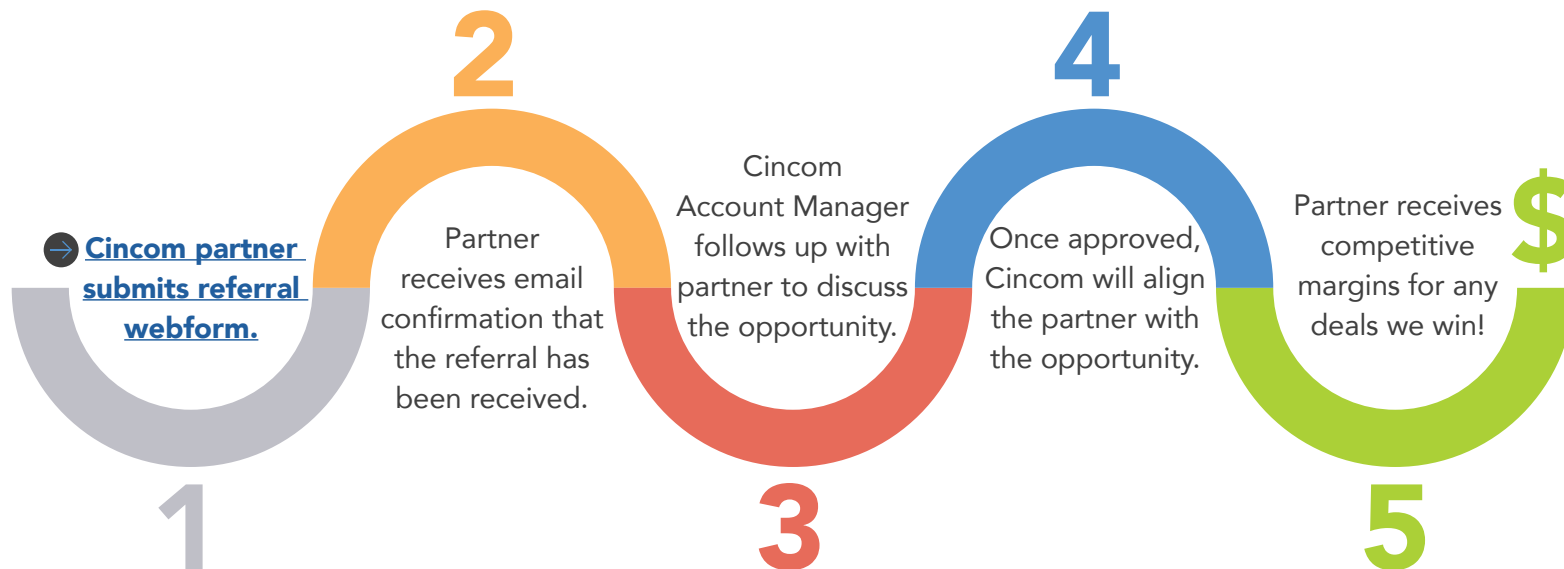 1
Cincom partner
submits referral
webform.
2
Partner
receives email
confirmation that
the referral has
been received.
3
Cincom
Account Manager
follows up with
partner to discuss
the opportunity.
4
Once approved,
Cincom will align
the partner with
the opportunity.
5
Partner receives
competitive
margins for any
deals we win!
$